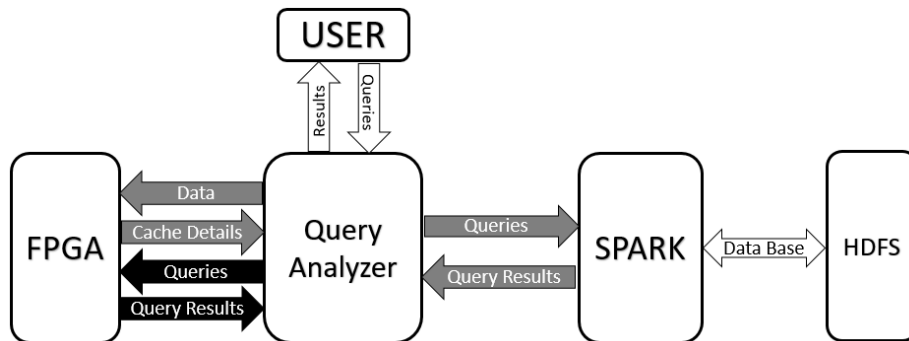 USER
Results
Queries
FPGA
Data
Cache Details
Queries
Query Results
Query
Analyzer
Queries
Query Results
SPARK
Data Base
HDFS